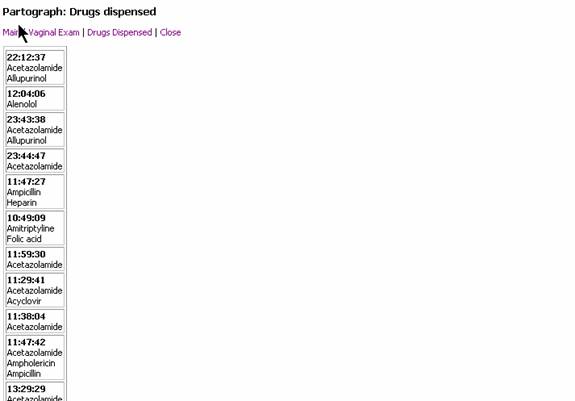 Partograph: Drugs dispensed
Main | Vaginal Exam | Drugs Dispensed | Close
22:12:37
Acetazolamide
Allupurinol
12:04:06
Alenolol
23:43:38
Acetazolamide
Allupurinol
23:44:47
Acetazolamide
11:47:27
Ampicillin
Heparin
10:49:09
Amitriptyline
Folic acid
11:59:30
Acetazolamide
11:29:41
Acetazolamide
Acyclovir
11:38:04
Acetazolamide
11:47:42
Acetazolamide
Ampholericin
Ampicillin
13:29:29
Acetazolamide